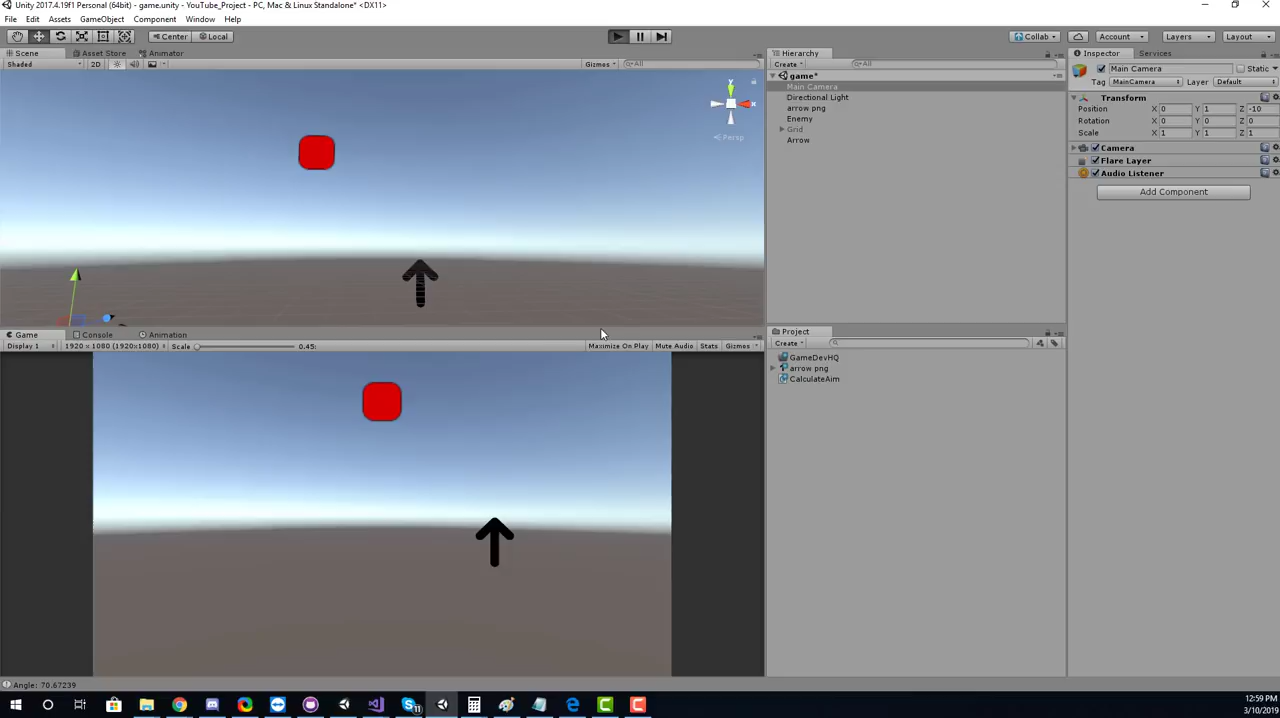 Unity 2017.4.19f1 Personal (64bit) - game.unity - YouTube_Project - PC, Mac & Linux Standalone* <DX11>
File Edit Assets GameObject Component Window Help
Center Local Collab Account Layers Layout
Scene Asset Store Animator
Shaded 2D Gizmos All
y
Persp
Hierarchy
Create All
game*
Main Camera
Directional Light
arrow png
Enemy
Grid
Arrow
Inspector Services
Main Camera Static
Tag MainCamera Layer Default
Transform
Position X 0 Y 1 Z -10
Rotation X 0 Y 0 Z 0
Scale X 1 Y 1 Z 1
Camera
Flare Layer
Audio Listener
Add Component
Game Console Animation
Display 1 1920 x 1080 (1920x1080) Scale 0.45: Maximize On Play Mute Audio Stats Gizmos
Project
Create
GameDevHQ
arrow png
CalculateAim
Angle: 70.67239
11
12:59 PM
3/10/2019